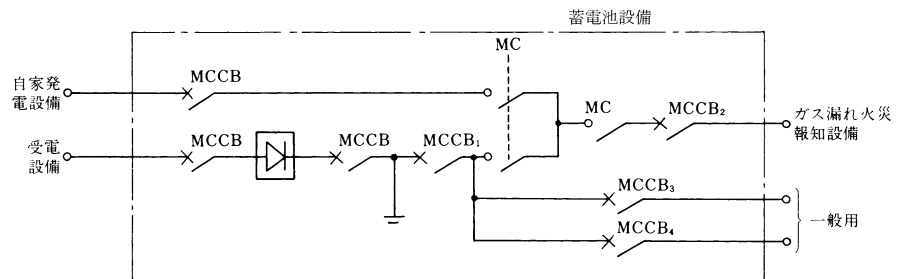 蓄電池設備
MC
自家発
電設備
MCCB
MC
MCCB₂
ガス漏れ火災
報知設備
受電
設備
MCCB
MCCB
MCCB₁
MCCB₃
MCCB₄
一般用